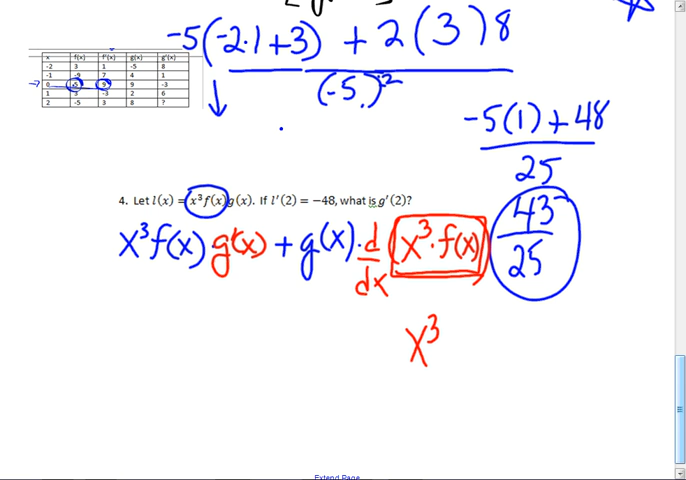 -5(-2·1+3) + 2(3)8
(-5)²
x f(x) f'(x) g(x) g'(x)
-2 3 1 -5 8
-1 -9 7 4 1
0 -5 9 9 -3
1 3 -3 2 6
2 -5 3 8 ?
-5(1)+48
25
43
25
4. Let l(x) = x³f(x)g(x). If l'(2) = −48, what is g'(2)?
x³f(x) g'(x) + g(x)·d/dx (x³·f(x))
x³
Extend Page